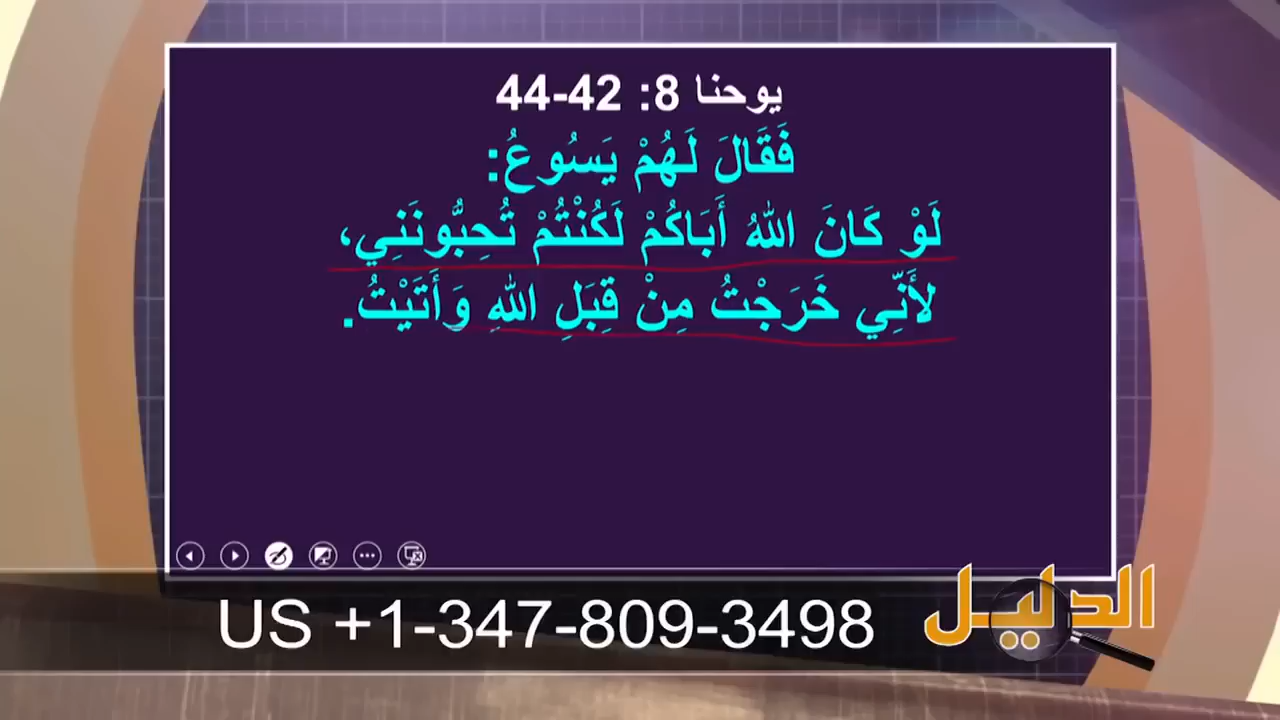 يوحنا 8: 42-44
فَقَالَ لَهُمْ يَسُوعُ:
لَوْ كَانَ اللهُ أَبَاكُمْ لَكُنْتُمْ تُحِبُّونَنِي،
لأَنِّي خَرَجْتُ مِنْ قِبَلِ اللهِ وَأَتَيْتُ.
US +1-347-809-3498
الدليل